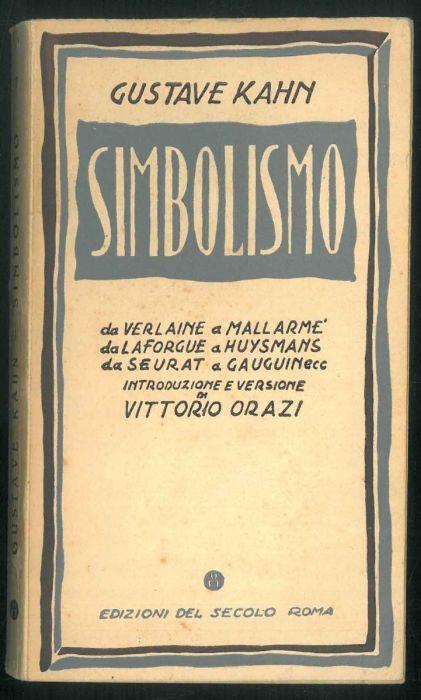 GUSTAVE KAHN
SIMBOLISMO
da VERLAINE a MALLARMÉ
da LAFORGUE a HUYSMANS
da SEURAT a GAUGUIN ecc
INTRODUZIONE E VERSIONE
DI
VITTORIO ORAZI
EDIZIONI DEL SECOLO ROMA
GUSTAVE KAHN - SIMBOLISMO